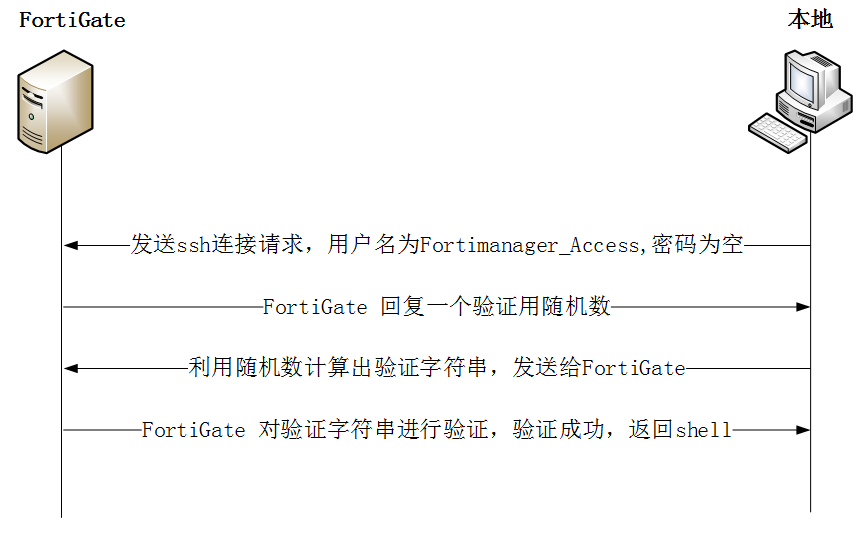 FortiGate
本地
发送ssh连接请求，用户名为Fortimanager_Access,密码为空
FortiGate 回复一个验证用随机数
利用随机数计算出验证字符串，发送给FortiGate
FortiGate 对验证字符串进行验证，验证成功，返回shell